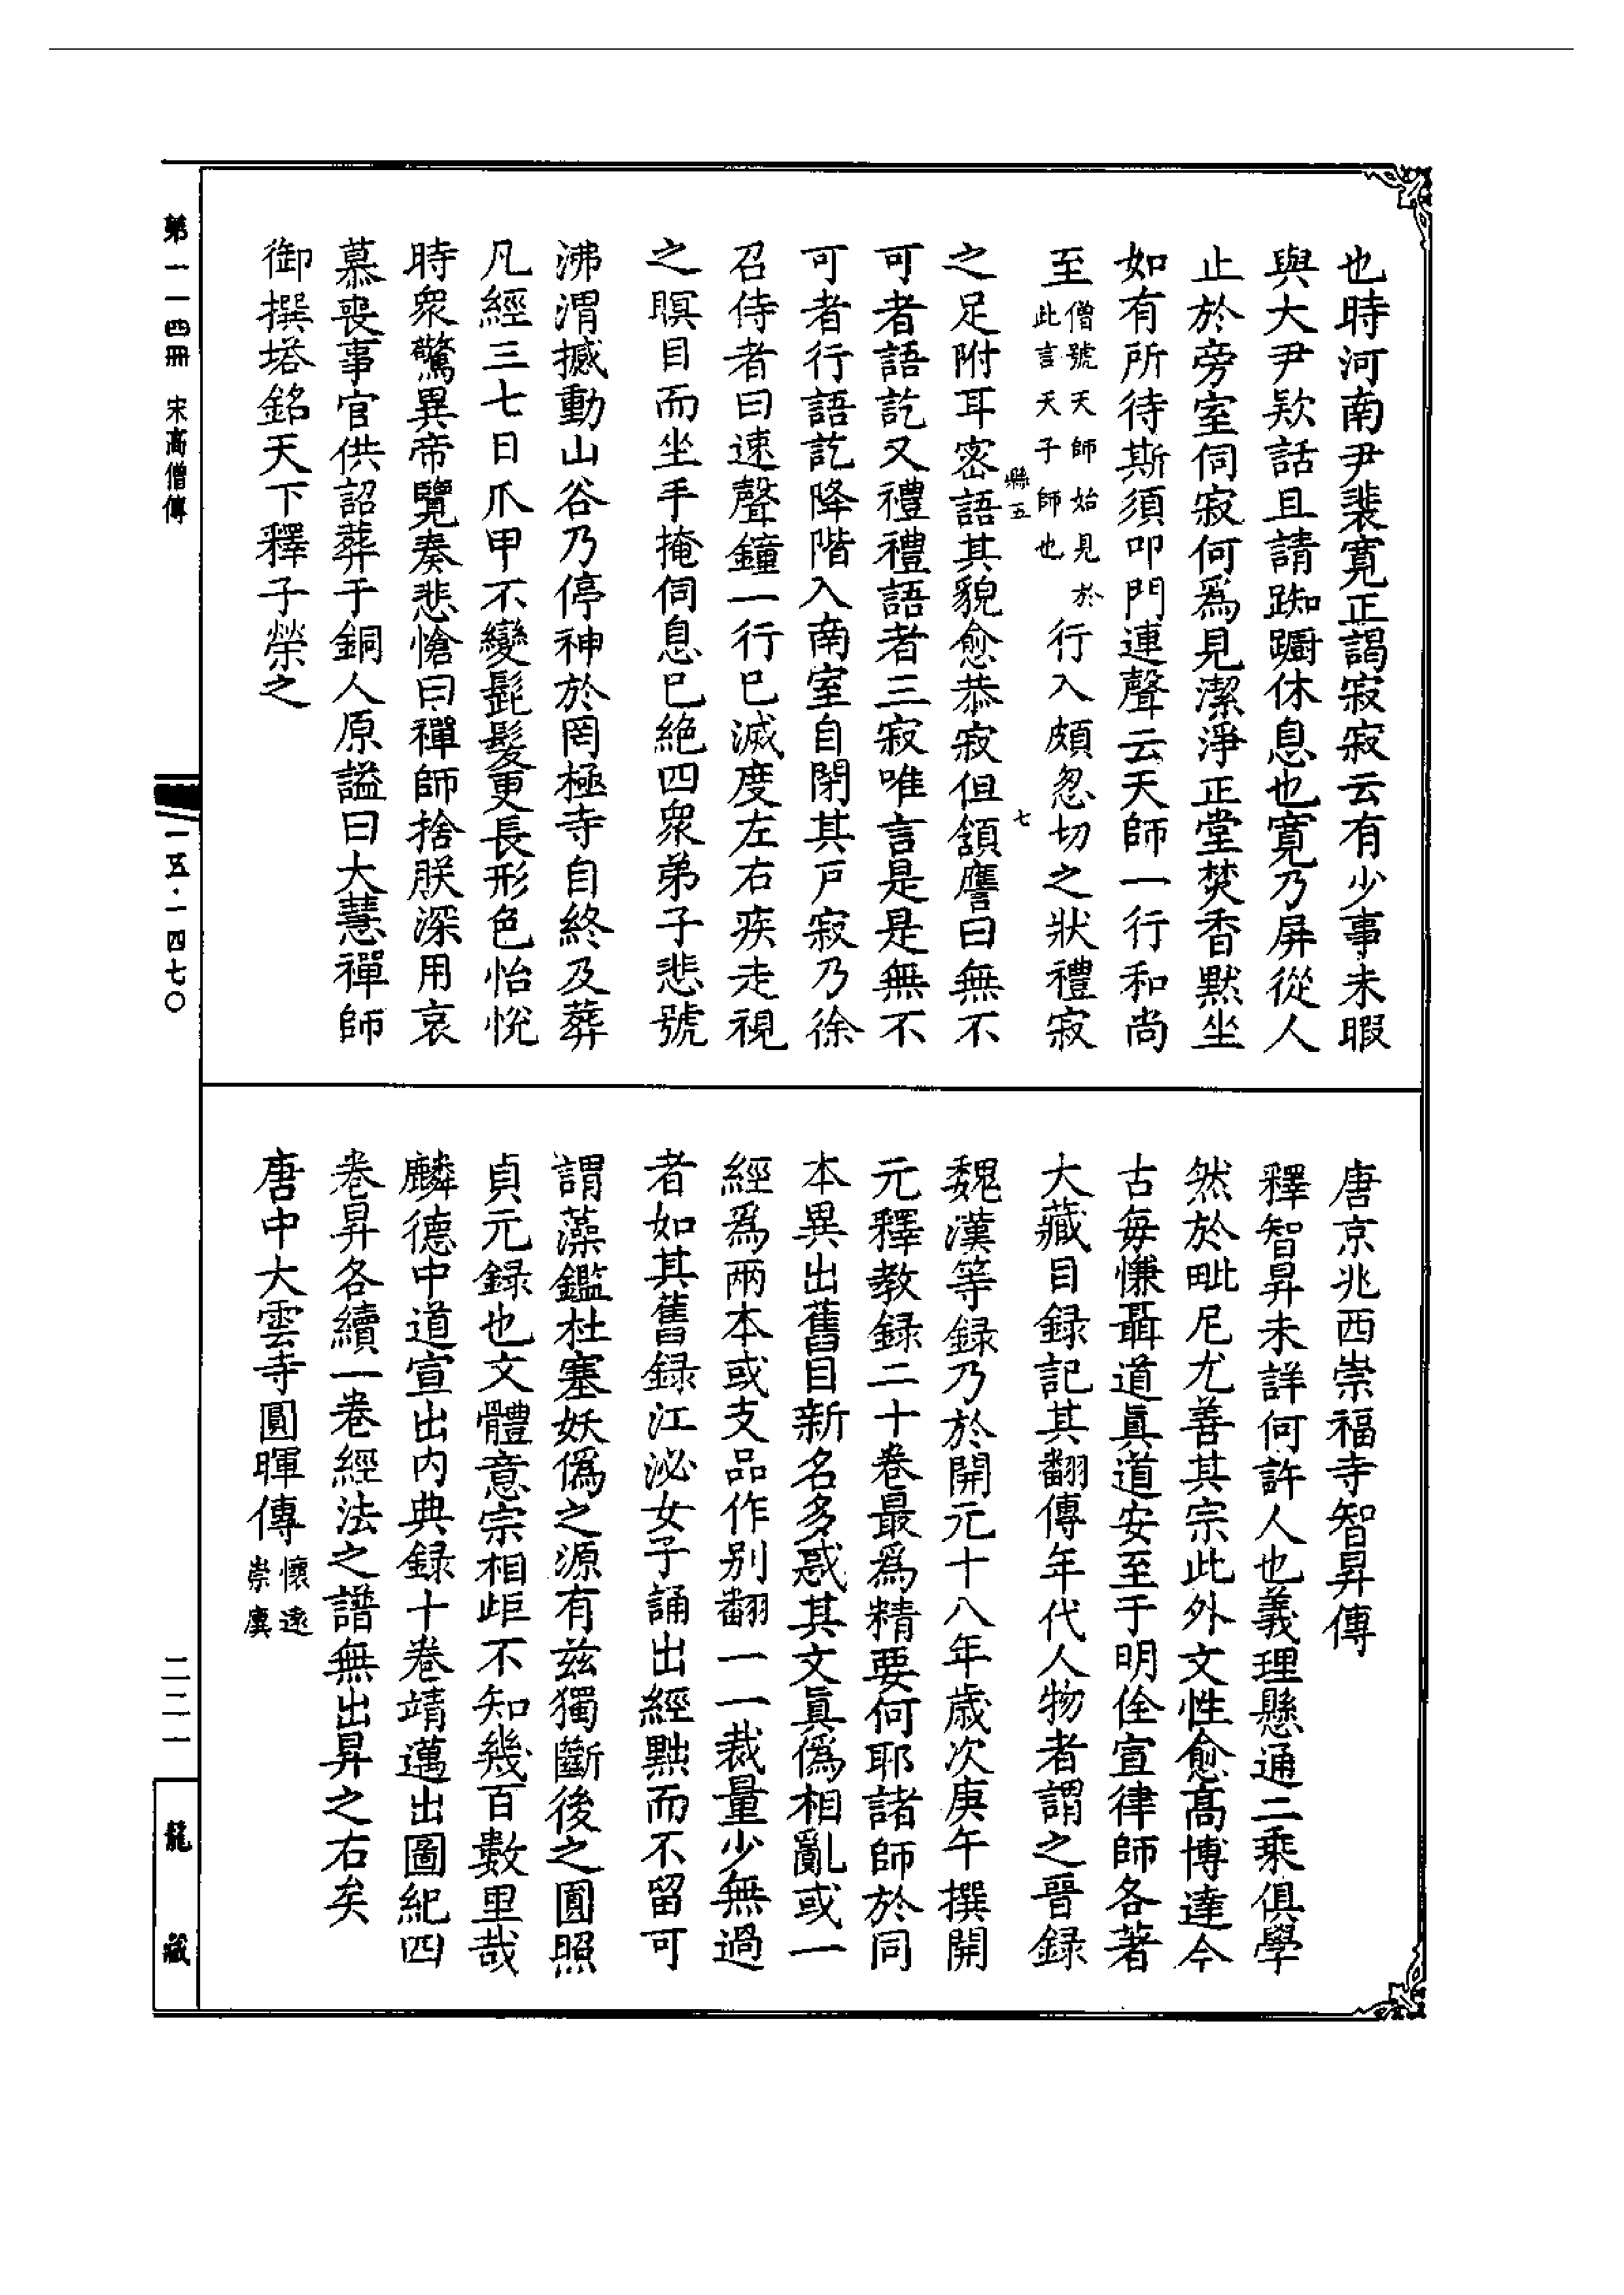 也時河南尹裴寬正謁寂寂云有少事未暇
與大尹欵話且請踟躕休息也寬乃屏從人
止於旁室伺寂何爲見潔淨正堂焚香默坐
如有所待斯須叩門連聲云天師一行和尚
至僧號天師始見於此言天子師也行入頗忽切之狀禮寂
之足附耳密語其貌愈恭寂但頷譍曰無不
可者語訖又禮禮語者三寂唯言是是無不
可者行語訖降階入南室自閉其戸寂乃徐
召侍者曰速聲鐘一行巳滅度左右疾走視
之瞑目而坐手掩伺息巳絶四衆弟子悲號
沸渭撼動山谷乃停神於罔極寺自終及葬
凡經三七日爪甲不變髭髮更長形色怡悅
時衆驚異帝覽奏悲愴曰禪師捨朕深用哀
慕喪事官供詔葬于銅人原謚曰大慧禪師
御撰塔銘天下釋子榮之
縣五
七
唐京兆西崇福寺智昇傳
釋智昇未詳何許人也義理懸通二乘俱學
然於毗尼尤善其宗此外文性愈高博達今
古每慊聶道眞道安至于明佺宣律師各著
大藏目録記其翻傳年代人物者謂之晉録
魏漢等録乃於開元十八年歲次庚午撰開
元釋教録二十卷最爲精要何耶諸師於同
本異出舊目新名多惑其文眞僞相亂或一
經爲兩本或支品作别翻一一裁量少無過
者如其舊録江泌女子誦出經黜而不留可
謂藻鑑杜塞妖僞之源有兹獨斷後之圓照
貞元録也文體意宗相歫不知幾百數里哉
麟德中道宣出内典録十卷靖邁出圖紀四
卷昇各續一卷經法之譜無出昇之右矣
唐中大雲寺圓暉傳懷遠崇廙
第一一四冊 宋高僧傳
一五·一四七〇
二二一
龍藏